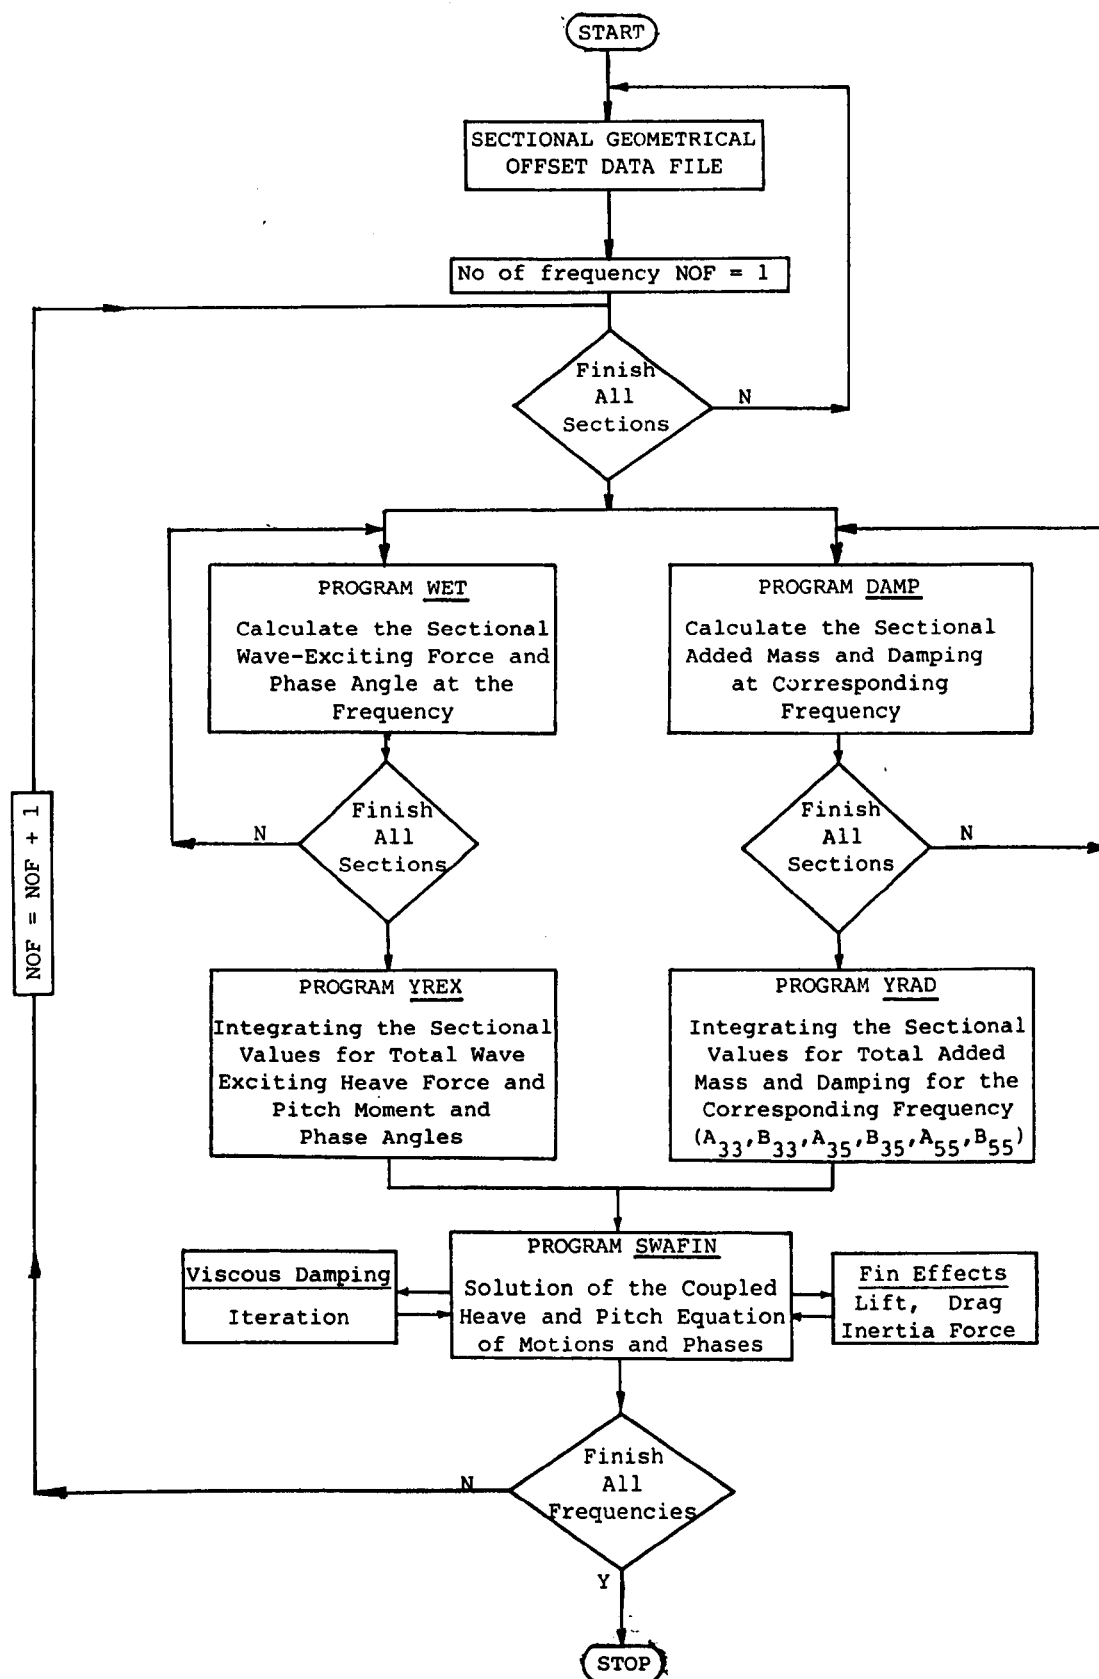 START
SECTIONAL GEOMETRICAL
OFFSET DATA FILE
No of frequency NOF = 1
Finish
All
Sections
N
PROGRAM WET
Calculate the Sectional
Wave-Exciting Force and
Phase Angle at the
Frequency
PROGRAM DAMP
Calculate the Sectional
Added Mass and Damping
at Corresponding
Frequency
Finish
All
Sections
N
Finish
All
Sections
N
NOF = NOF + 1
PROGRAM YREX
Integrating the Sectional
Values for Total Wave
Exciting Heave Force and
Pitch Moment and
Phase Angles
PROGRAM YRAD
Integrating the Sectional
Values for Total Added
Mass and Damping for the
Corresponding Frequency
(A33,B33,A35,B35,A55,B55)
Viscous Damping
Iteration
PROGRAM SWAFIN
Solution of the Coupled
Heave and Pitch Equation
of Motions and Phases
Fin Effects
Lift, Drag
Inertia Force
Finish
All
Frequencies
N
Y
STOP